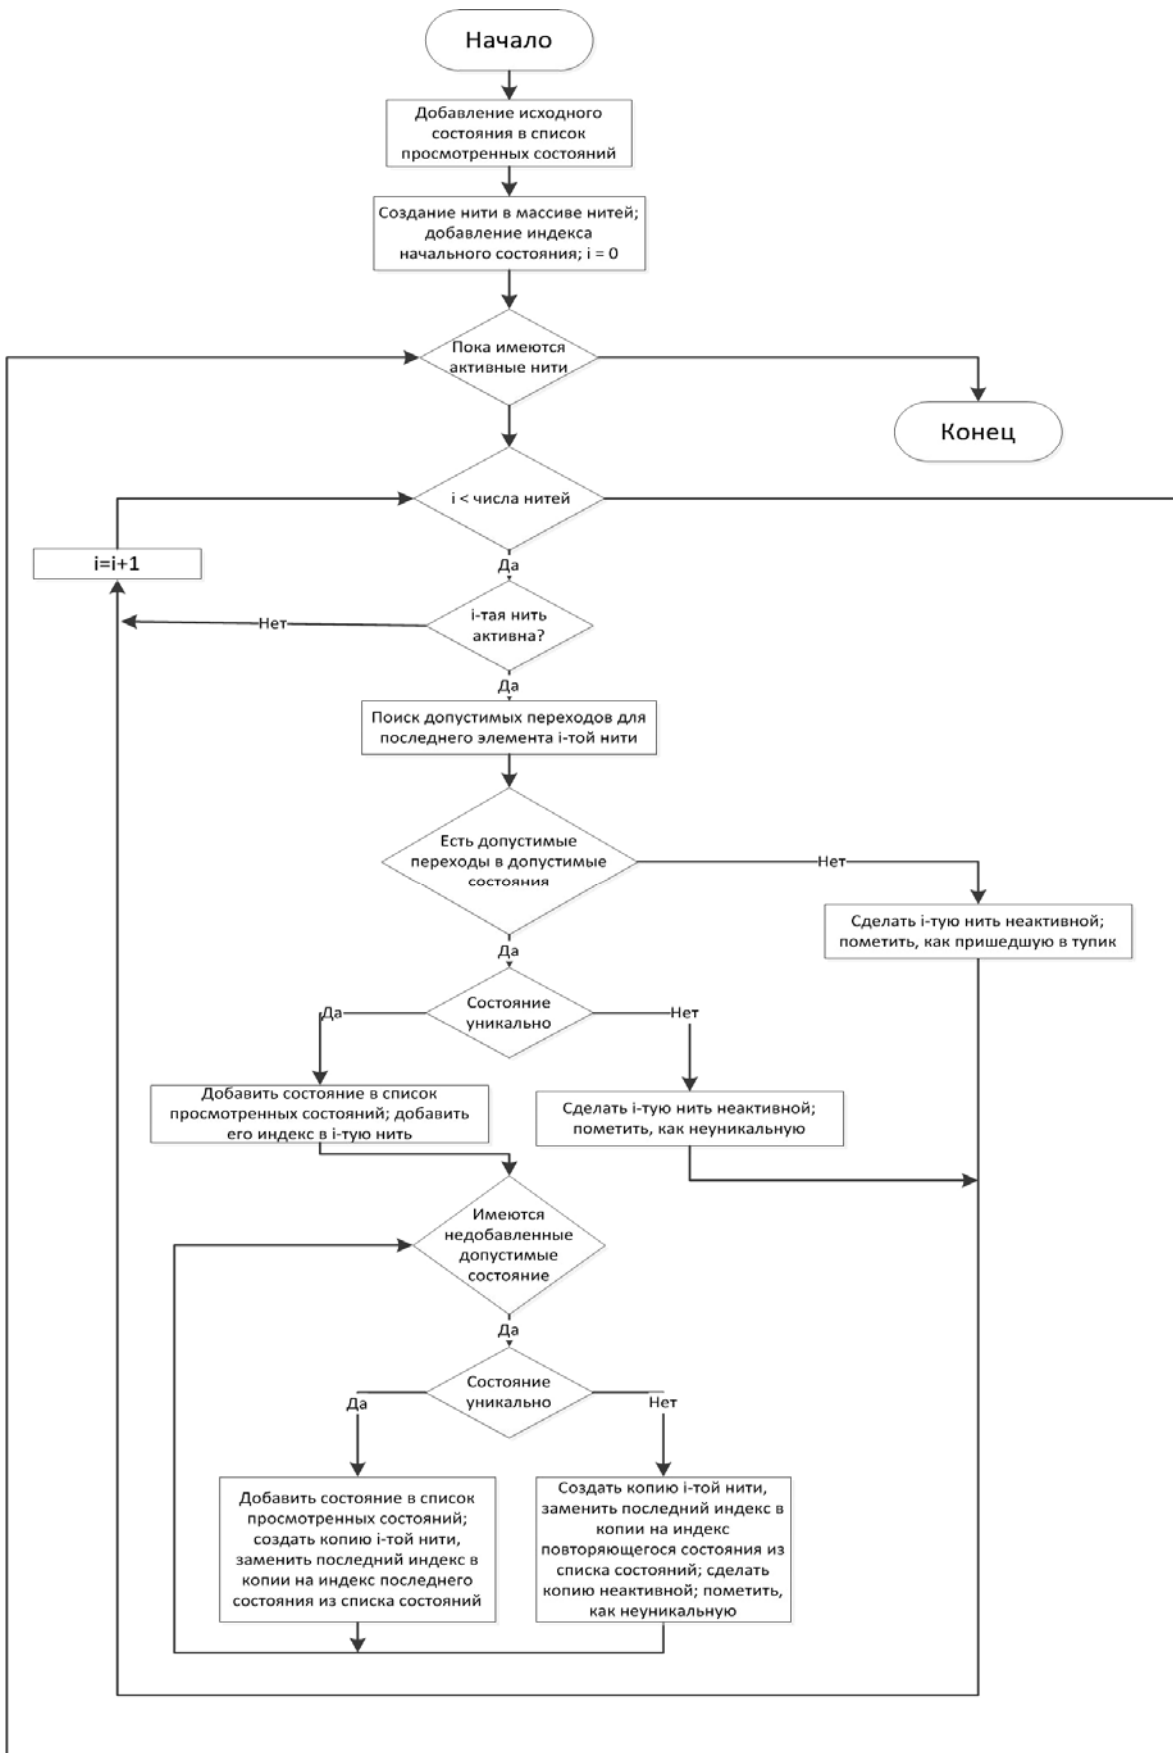 Начало
Добавление исходного
состояния в список
просмотренных состояний
Создание нити в массиве нитей;
добавление индекса
начального состояния; i = 0
Пока имеются
активные нити
Конец
i < числа нитей
i=i+1
Да
i-тая нить
активна?
Нет
Да
Поиск допустимых переходов для
последнего элемента i-той нити
Есть допустимые
переходы в допустимые
состояния
Нет
Сделать i-тую нить неактивной;
пометить, как пришедшую в тупик
Да
Состояние
уникально
Да
Нет
Добавить состояние в список
просмотренных состояний; добавить
его индекс в i-тую нить
Сделать i-тую нить неактивной;
пометить, как неуникальную
Имеются
недобавленные
допустимые
состояние
Да
Состояние
уникально
Да
Нет
Добавить состояние в список
просмотренных состояний;
создать копию i-той нити,
заменить последний индекс в
копии на индекс последнего
состояния из списка состояний
Создать копию i-той нити,
заменить последний индекс в
копии на индекс
повторяющегося состояния из
списка состояний; сделать
копию неактивной; пометить,
как неуникальную